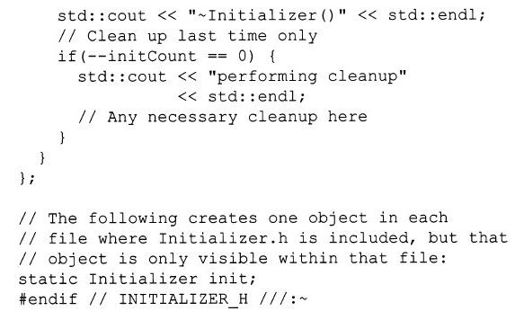 std::cout << "~Initializer()" << std::endl;
    // Clean up last time only
    if(--initCount == 0) {
      std::cout << "performing cleanup"
                << std::endl;
      // Any necessary cleanup here
    }
  }
};

// The following creates one object in each
// file where Initializer.h is included, but that
// object is only visible within that file:
static Initializer init;
#endif // INITIALIZER_H ///:~